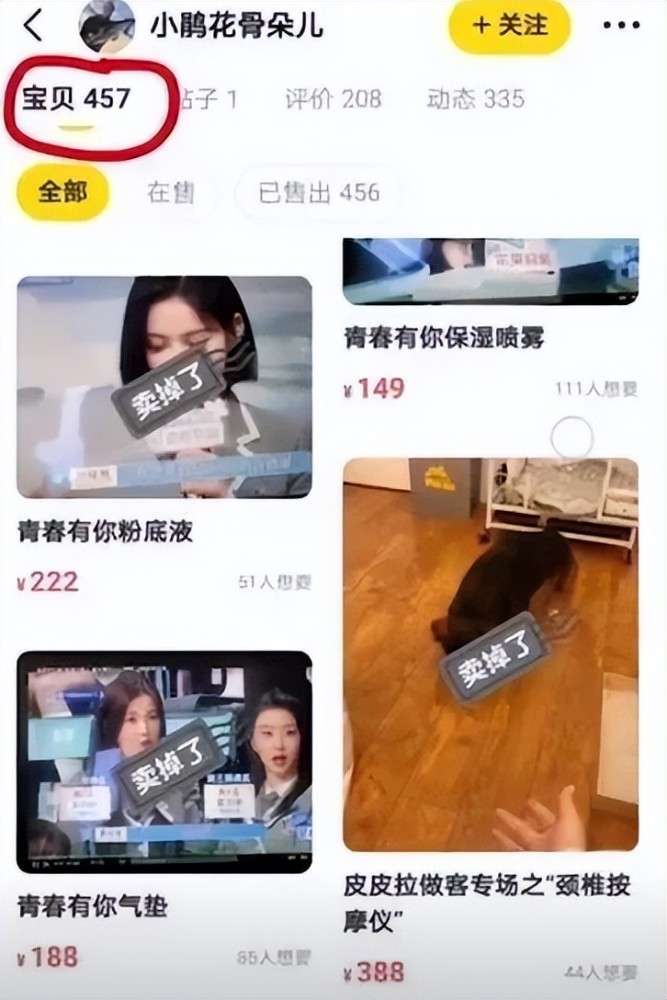 小鹃花骨朵儿
+ 关注
宝贝 457
帖子 1
评价 208
动态 335
全部
在售
已售出 456
卖掉了
青春有你粉底液
¥222
51人想要
青春有你保湿喷雾
¥149
111人想要
卖掉了
青春有你气垫
¥188
85人想要
卖掉了
皮皮拉做客专场之“颈椎按
摩仪”
¥388
44人想要